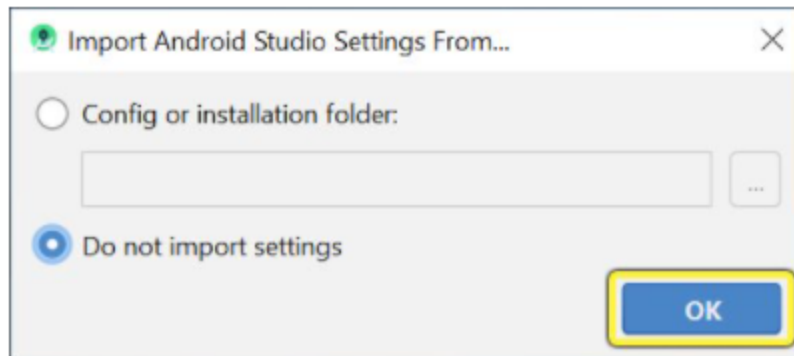 Import Android Studio Settings From...
Config or installation folder:
...
Do not import settings
OK